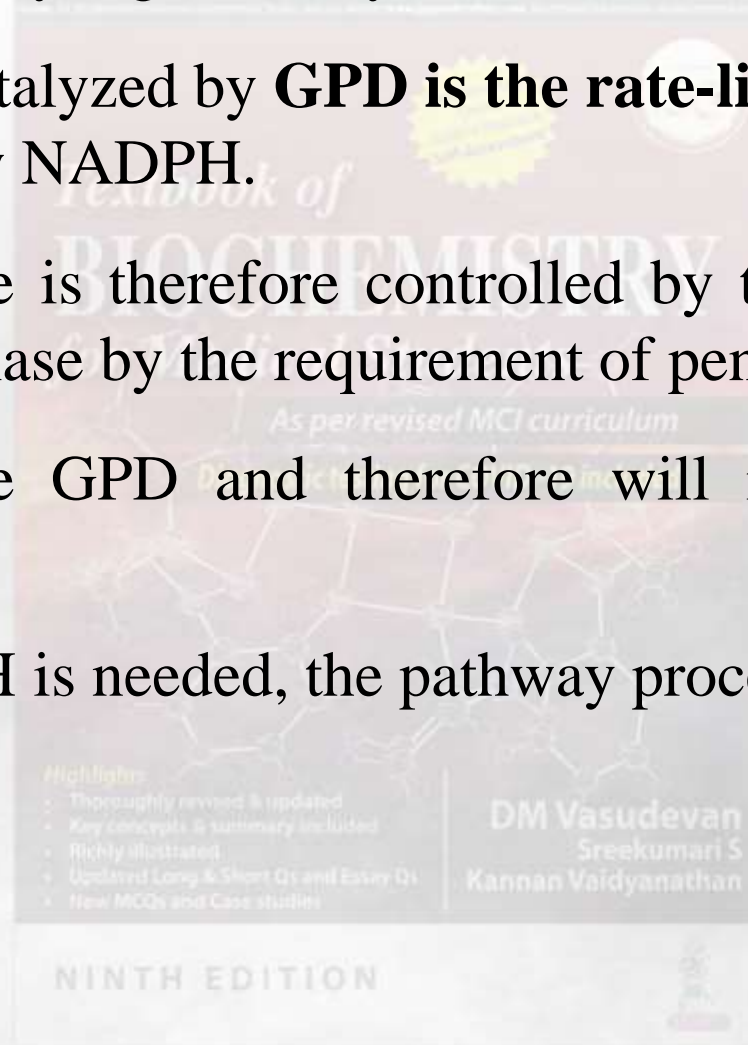 talyzed by GPD is the rate-li
NADPH.
Textbook of
BIOCHEMISTRY
e is therefore controlled by t
ase by the requirement of pen
As per revised MCI curriculum
e GPD and therefore will
H is needed, the pathway proce
Highlights
• Thoroughly revised & updated
• Key concepts & summary included
• Richly illustrated
• Updated Long & Short Qs and Essay Qs
• New MCQs and Case studies
DM Vasudevan
Sreekumari S
Kannan Vaidyanathan
NINTH EDITION